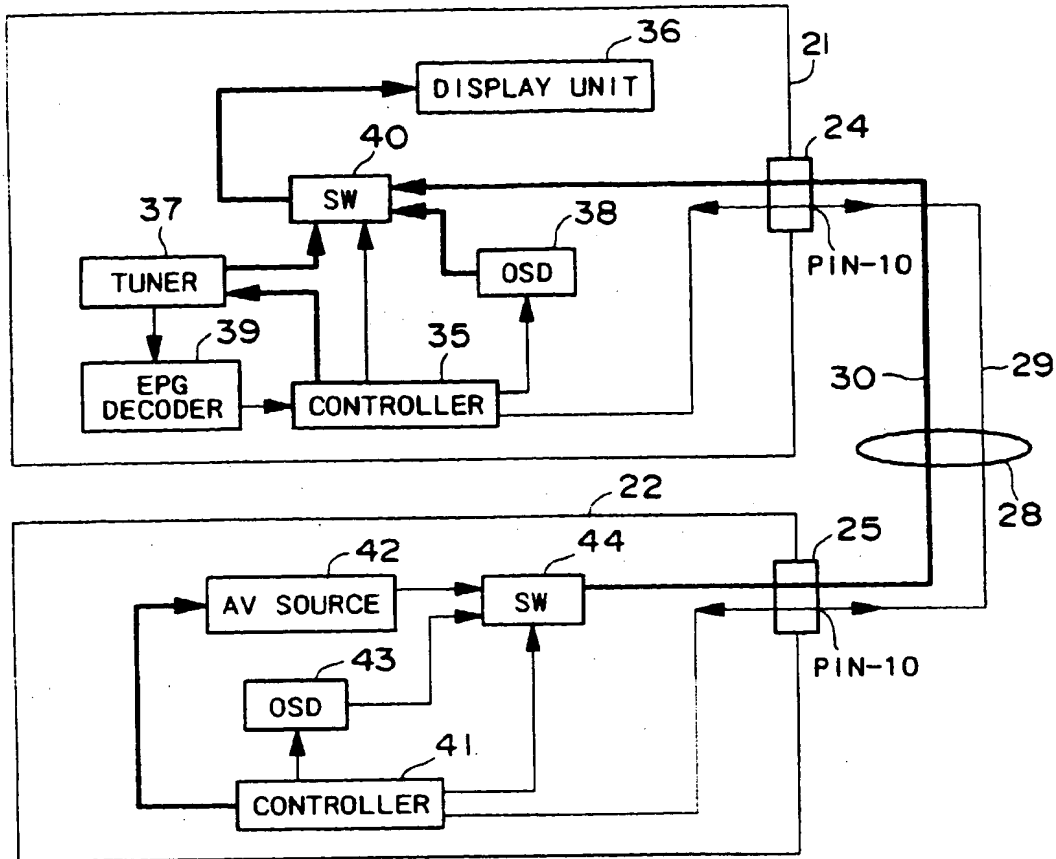 36
21
DISPLAY UNIT
24
40
SW
38
37
OSD
PIN-10
TUNER
39
35
30
29
EPG
DECODER
CONTROLLER
28
22
25
42
44
AV SOURCE
SW
43
PIN-10
OSD
41
CONTROLLER